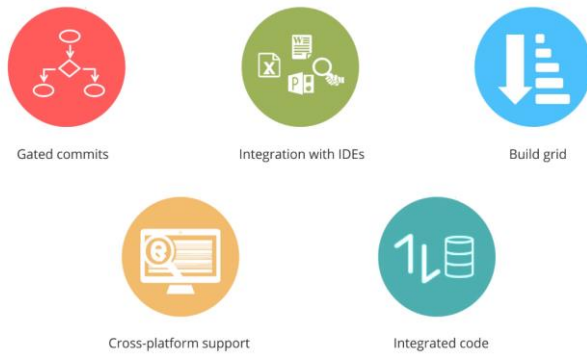 Gated commits
Integration with IDEs
Build grid
Cross-platform support
Integrated code